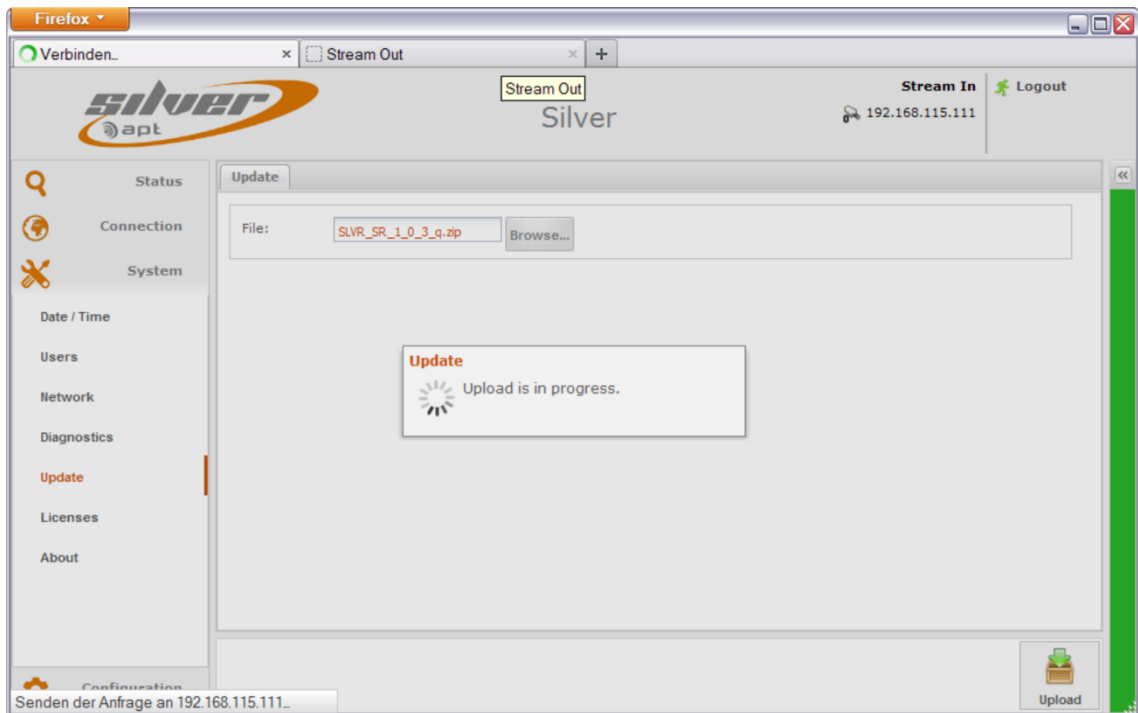 Firefox
Verbinden...
Stream Out
Stream Out
silver
apt
Silver
Stream In
192.168.115.111
Logout
Status
Connection
System
Date / Time
Users
Network
Diagnostics
Update
Licenses
About
Configuration
Update
File:
SLVR_SR_1_0_3_q.zip
Browse...
Update
Upload is in progress.
Upload
Senden der Anfrage an 192.168.115.111...